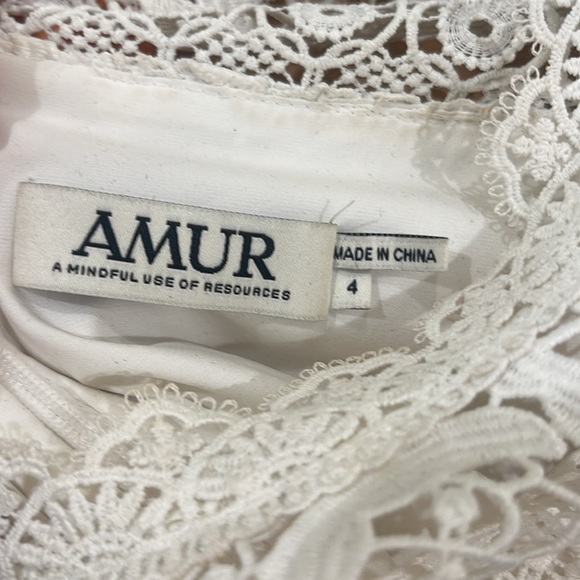 AMUR
A MINDFUL USE OF RESOURCES
MADE IN CHINA
4